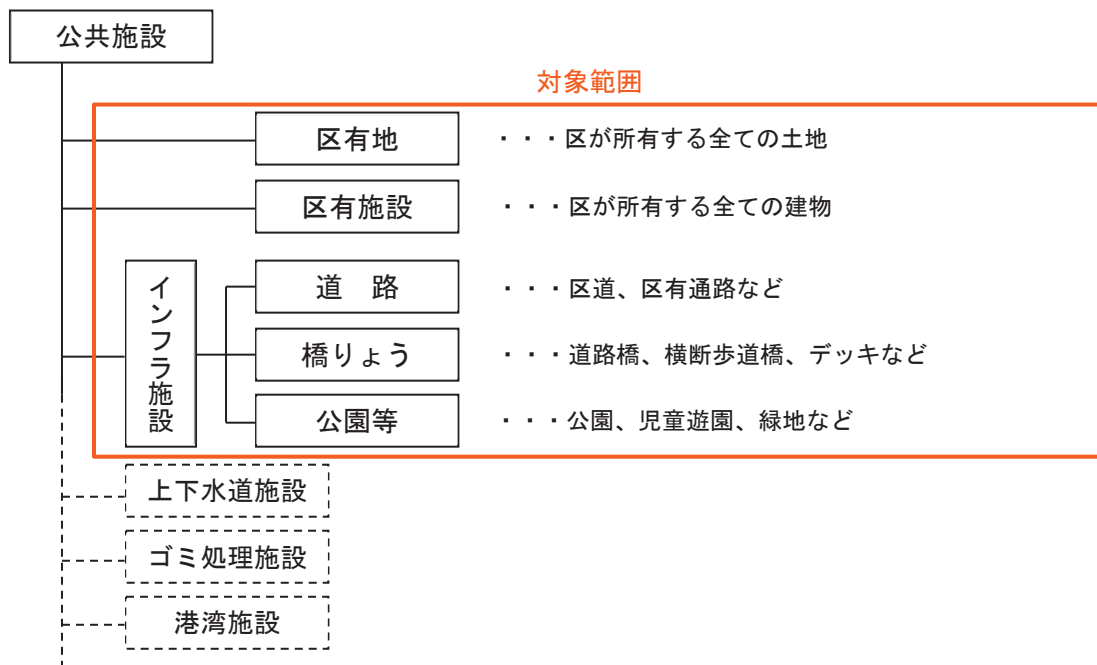 公共施設
対象範囲
区有地 ・・・区が所有する全ての土地
区有施設 ・・・区が所有する全ての建物
インフラ施設
道　路 ・・・区道、区有通路など
橋りょう ・・・道路橋、横断歩道橋、デッキなど
公園等 ・・・公園、児童遊園、緑地など
上下水道施設
ゴミ処理施設
港湾施設